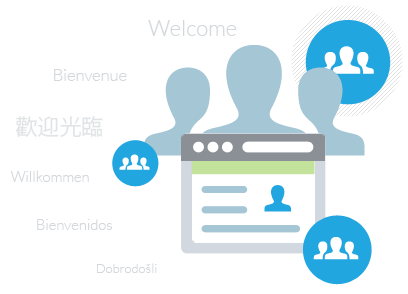 Welcome
Bienvenue
歡迎光臨
Willkommen
Bienvenidos
Dobrodošli